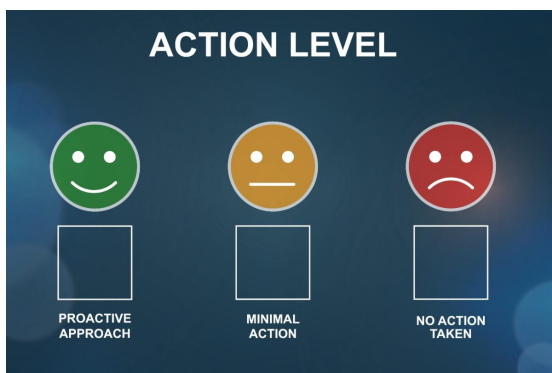 ACTION LEVEL
PROACTIVE
APPROACH
MINIMAL
ACTION
NO ACTION
TAKEN